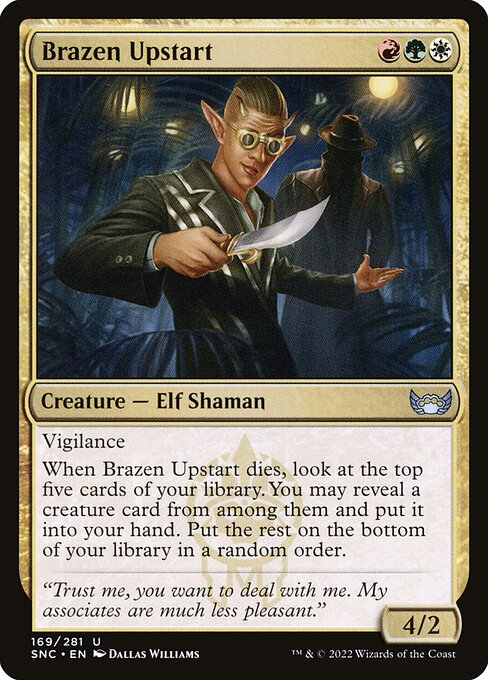 Brazen Upstart
Creature — Elf Shaman
Vigilance
When Brazen Upstart dies, look at the top
five cards of your library. You may reveal a
creature card from among them and put it
into your hand. Put the rest on the bottom
of your library in a random order.
“Trust me, you want to deal with me. My
associates are much less pleasant.”
4/2
169/281 U
SNC • EN Dallas Williams
™ & © 2022 Wizards of the Coast